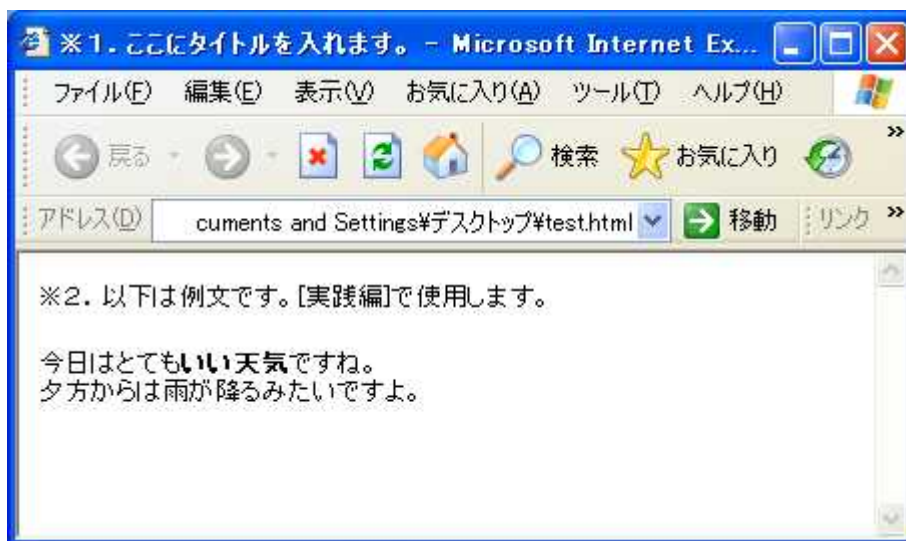 ※1. ここにタイトルを入れます。 - Microsoft Internet Ex...
ファイル(F) 編集(E) 表示(V) お気に入り(A) ツール(T) ヘルプ(H)
戻る 検索 お気に入り »
アドレス(D) cuments and Settings¥デスクトップ¥test.html 移動 リンク »
※2. 以下は例文です。[実践編]で使用します。
今日はとてもいい天気ですね。
夕方からは雨が降るみたいですよ。